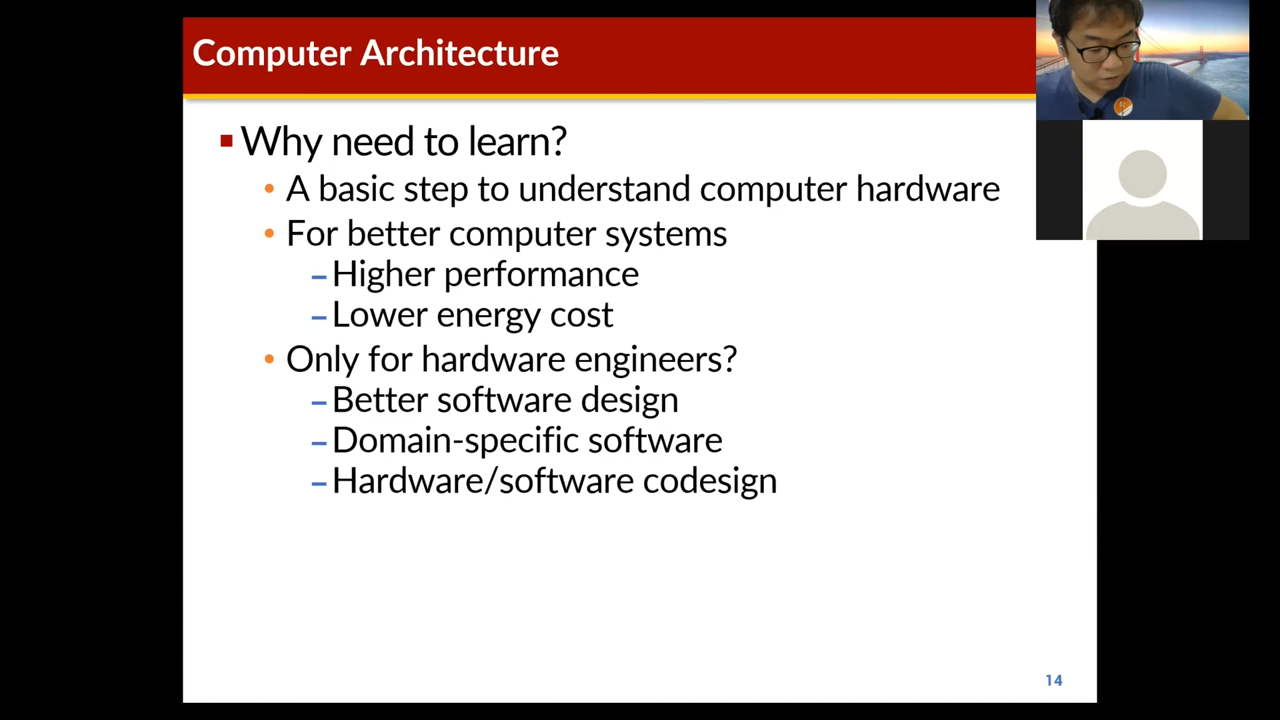 Computer Architecture
▪ Why need to learn?
• A basic step to understand computer hardware
• For better computer systems
– Higher performance
– Lower energy cost
• Only for hardware engineers?
– Better software design
– Domain-specific software
– Hardware/software codesign
14